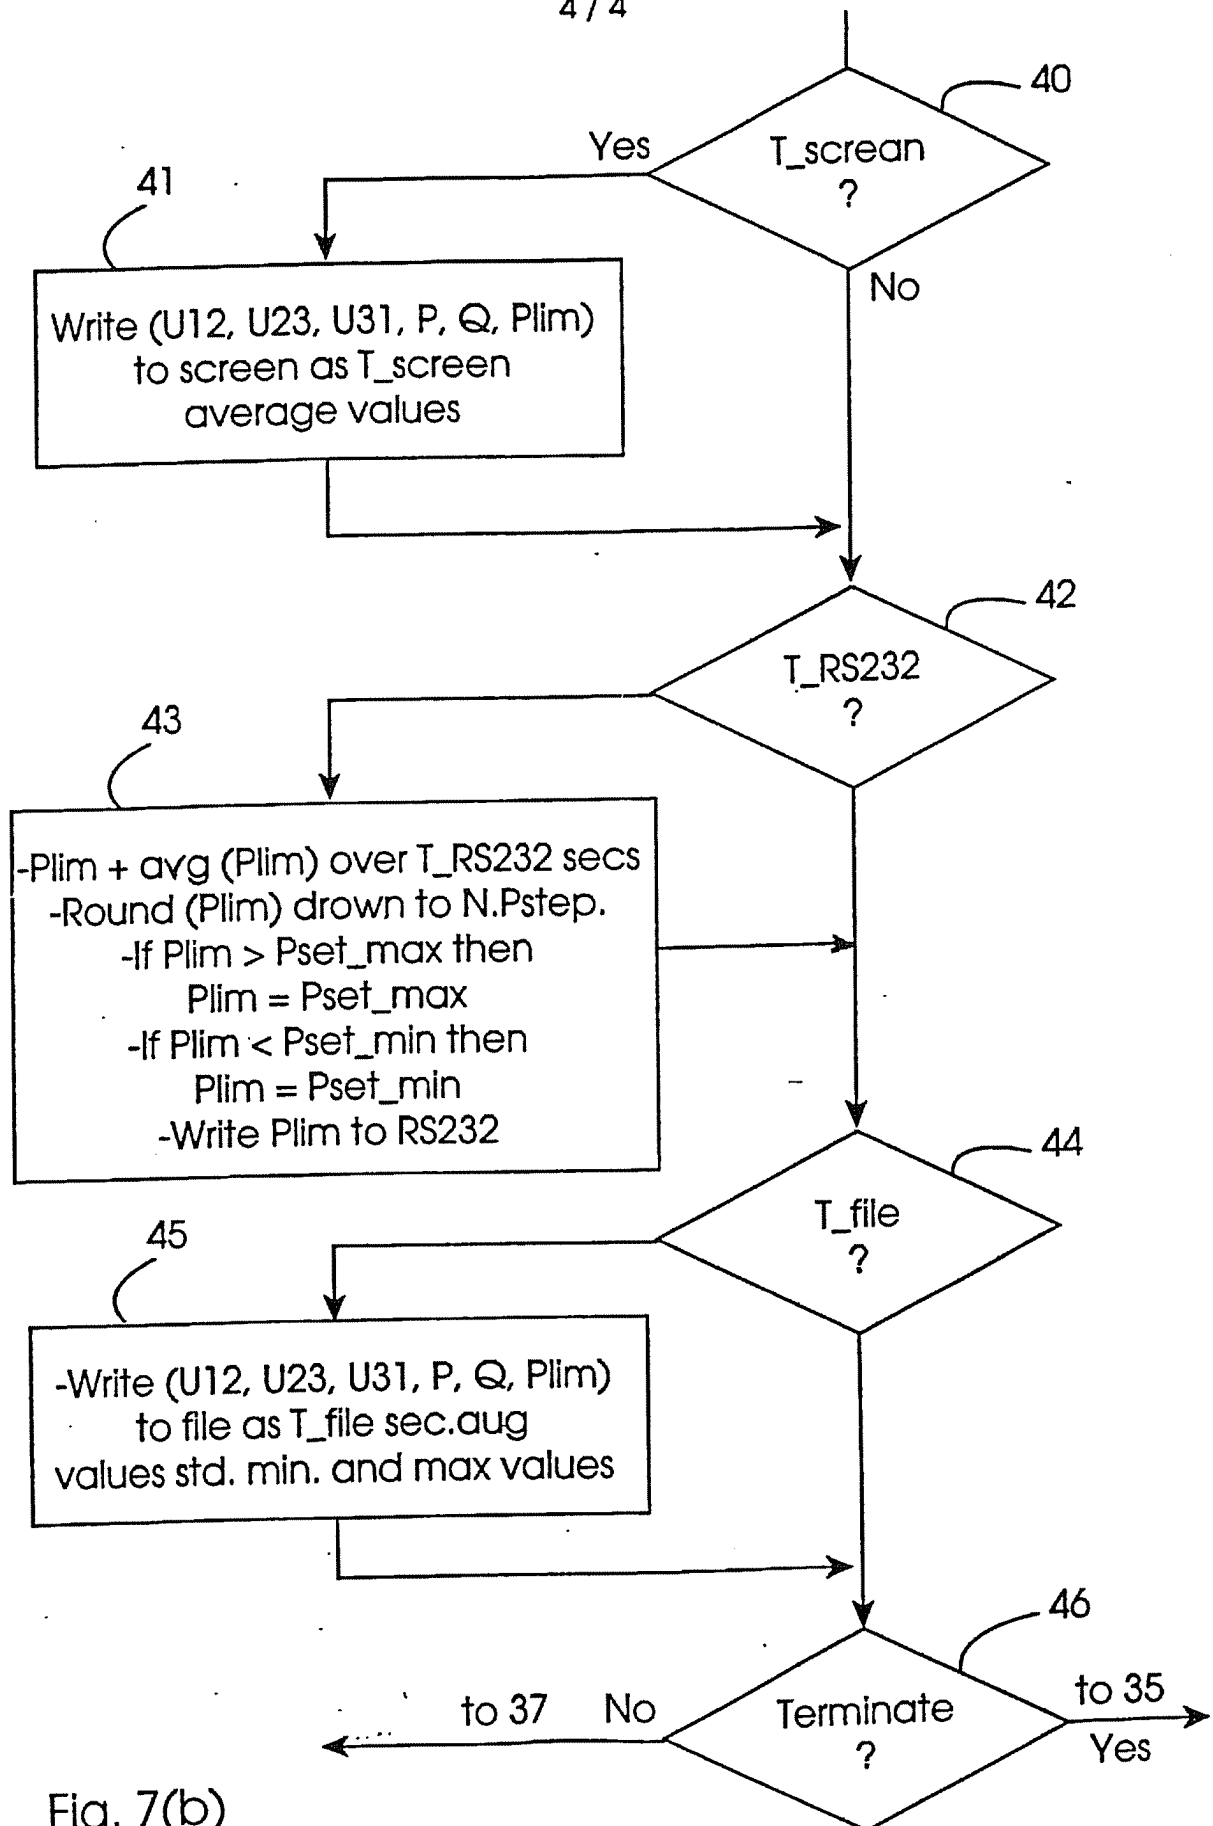 4 / 4
40
T_screan
?
Yes
No
41
Write (U12, U23, U31, P, Q, Plim)
to screen as T_screen
average values
42
T_RS232
?
43
-Plim + avg (Plim) over T_RS232 secs
-Round (Plim) drown to N.Pstep.
-If Plim > Pset_max then
Plim = Pset_max
-If Plim < Pset_min then
Plim = Pset_min
-Write Plim to RS232
44
T_file
?
45
-Write (U12, U23, U31, P, Q, Plim)
to file as T_file sec.aug
values std. min. and max values
46
Terminate
?
to 37 No
to 35
Yes
Fig. 7(b)